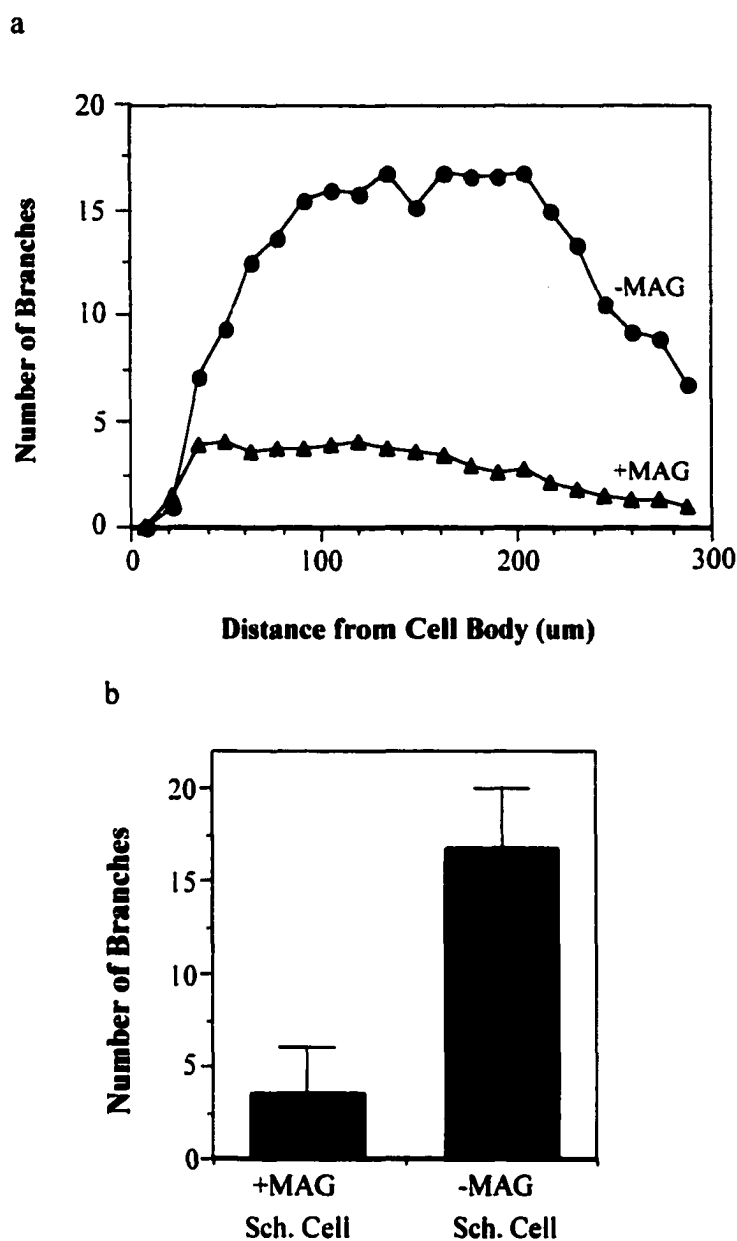 a
20
15
10
5
0
Number of Branches
-MAG
+MAG
0 100 200 300
Distance from Cell Body (um)
b
20
15
10
5
0
Number of Branches
+MAG -MAG
Sch. Cell Sch. Cell